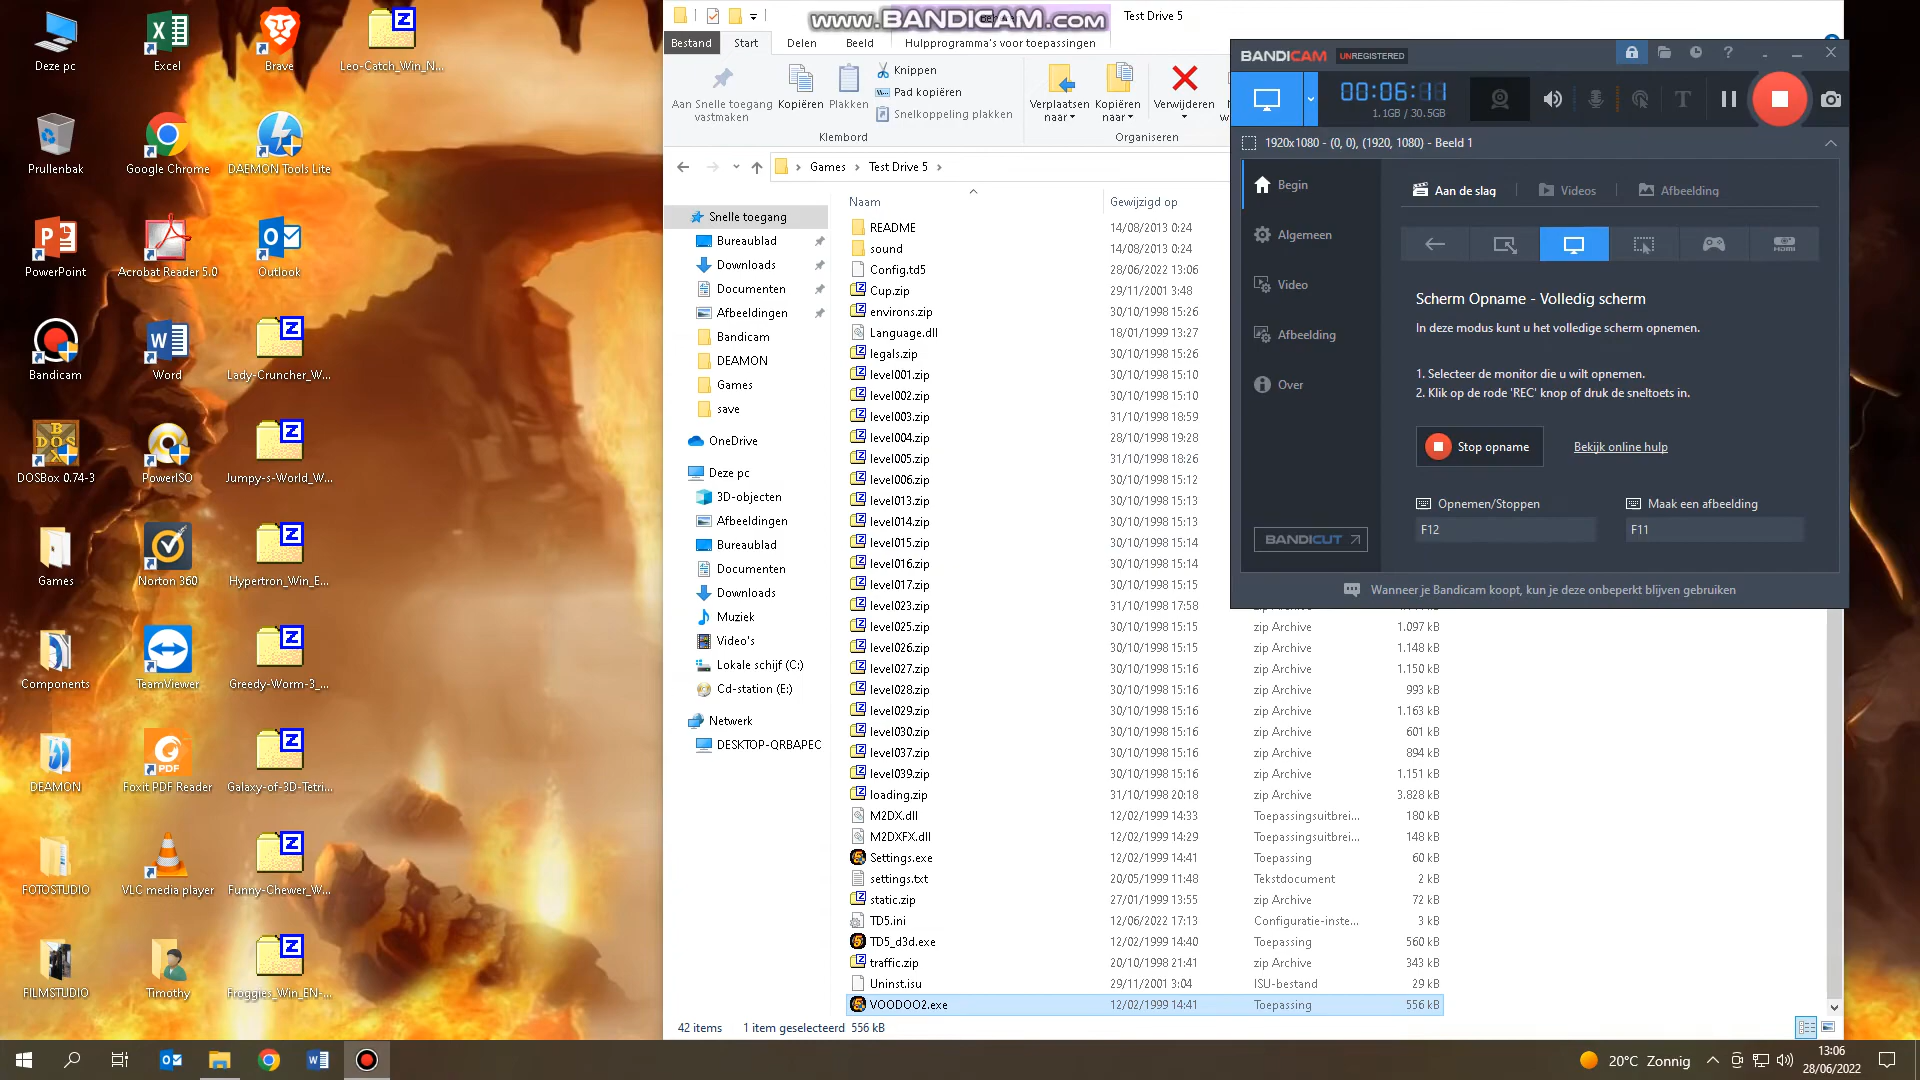 Deze pc
Excel
Brave
Leo-Catch_Win_N...
Prullenbak
Google Chrome
DAEMON Tools Lite
PowerPoint
Acrobat Reader 5.0
Outlook
Bandicam
Word
Lady-Cruncher_W...
DOSBox 0.74-3
PowerISO
Jumpy-s-World_W...
Games
Norton 360
Hypertron_Win_E...
Components
TeamViewer
Greedy-Worm-3_...
DEAMON
Foxit PDF Reader
Galaxy-of-3D-Tetri...
FOTOSTUDIO
VLC media player
Funny-Chewer_W...
FILMSTUDIO
Timothy
Froggies_Win_EN-...
www.BANDICAM.com
Test Drive 5
Bestand
Start
Delen
Beeld
Hulpprogramma's voor toepassingen
Aan Snelle toegang vastmaken
Kopiëren
Plakken
Knippen
Pad kopiëren
Snelkoppeling plakken
Klembord
Verplaatsen naar
Kopiëren naar
Verwijderen
Organiseren
Games > Test Drive 5 >
Snelle toegang
Bureaublad
Downloads
Documenten
Afbeeldingen
Bandicam
DEAMON
Games
save
OneDrive
Deze pc
3D-objecten
Afbeeldingen
Bureaublad
Documenten
Downloads
Muziek
Video's
Lokale schijf (C:)
Cd-station (E:)
Netwerk
DESKTOP-QRBAPEC
Naam Gewijzigd op
README 14/08/2013 0:24
sound 14/08/2013 0:24
Config.td5 28/06/2022 13:06
Cup.zip 29/11/2001 3:48
environs.zip 30/10/1998 15:26
Language.dll 18/01/1999 13:27
legals.zip 30/10/1998 15:26
level001.zip 30/10/1998 15:10
level002.zip 30/10/1998 15:10
level003.zip 31/10/1998 18:59
level004.zip 28/10/1998 19:28
level005.zip 31/10/1998 18:26
level006.zip 30/10/1998 15:12
level013.zip 30/10/1998 15:13
level014.zip 30/10/1998 15:13
level015.zip 30/10/1998 15:14
level016.zip 30/10/1998 15:14
level017.zip 30/10/1998 15:15
level023.zip 31/10/1998 17:58
level025.zip 30/10/1998 15:15 zip Archive 1.097 kB
level026.zip 30/10/1998 15:15 zip Archive 1.148 kB
level027.zip 30/10/1998 15:16 zip Archive 1.150 kB
level028.zip 30/10/1998 15:16 zip Archive 993 kB
level029.zip 30/10/1998 15:16 zip Archive 1.163 kB
level030.zip 30/10/1998 15:16 zip Archive 601 kB
level037.zip 30/10/1998 15:16 zip Archive 894 kB
level039.zip 30/10/1998 15:16 zip Archive 1.151 kB
loading.zip 31/10/1998 20:18 zip Archive 3.828 kB
M2DX.dll 12/02/1999 14:33 Toepassingsuitbrei... 180 kB
M2DXFX.dll 12/02/1999 14:29 Toepassingsuitbrei... 148 kB
Settings.exe 12/02/1999 14:41 Toepassing 60 kB
settings.txt 20/05/1999 11:48 Tekstdocument 2 kB
static.zip 27/01/1999 13:55 zip Archive 72 kB
TD5.ini 12/06/2022 17:13 Configuratie-inste... 3 kB
TD5_d3d.exe 12/02/1999 14:40 Toepassing 560 kB
traffic.zip 20/10/1998 21:41 zip Archive 343 kB
Uninst.isu 29/11/2001 3:04 ISU-bestand 29 kB
VOODOO2.exe 12/02/1999 14:41 Toepassing 556 kB
42 items 1 item geselecteerd 556 kB
BANDICAM UNREGISTERED
00:06:11
1.1GB / 30.5GB
1920x1080 - (0, 0), (1920, 1080) - Beeld 1
Begin
Algemeen
Video
Afbeelding
Over
BANDICUT
Aan de slag
Videos
Afbeelding
HDMI
Scherm Opname - Volledig scherm
In deze modus kunt u het volledige scherm opnemen.
1. Selecteer de monitor die u wilt opnemen.
2. Klik op de rode 'REC' knop of druk de sneltoets in.
Stop opname
Bekijk online hulp
Opnemen/Stoppen
F12
Maak een afbeelding
F11
Wanneer je Bandicam koopt, kun je deze onbeperkt blijven gebruiken
20°C Zonnig
13:06
28/06/2022